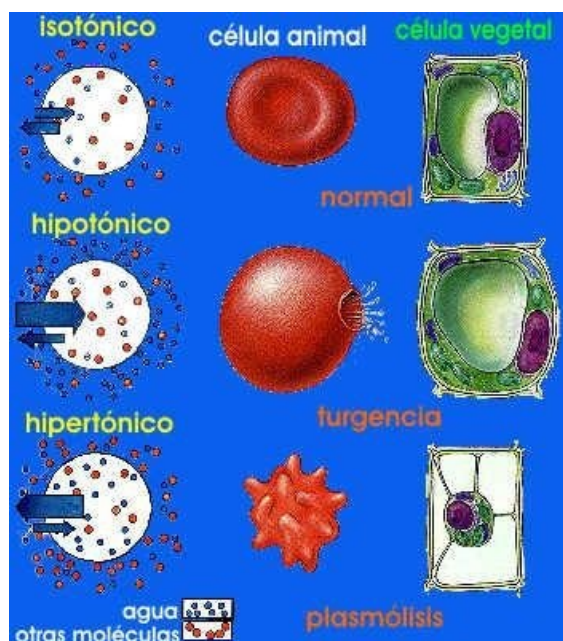 isotónico
célula animal
célula vegetal
normal
hipotónico
turgencia
hipertónico
plasmólisis
agua
otras moléculas